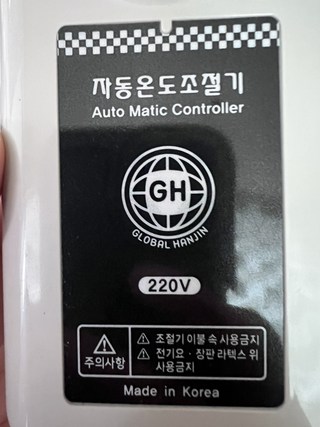 자동온도조절기
Auto Matic Controller
GH
GLOBAL HANJIN
220V
주의사항
⚠ 조절기 이불 속 사용금지
⚠ 전기요 · 장판 라텍스 위
사용금지
Made in Korea